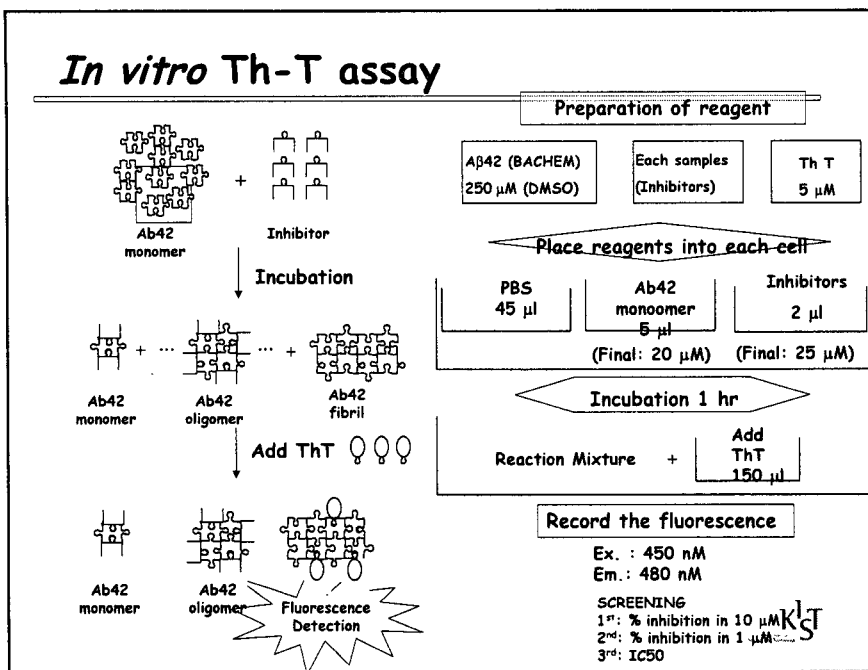 In vitro Th-T assay
Preparation of reagent
Aβ42 (BACHEM)
250 μM (DMSO)
Each samples
(Inhibitors)
Th T
5 μM
+
Ab42
monomer
Inhibitor
Incubation
Place reagents into each cell
PBS
45 μl
Ab42
monoomer
5 μl
(Final: 20 μM)
Inhibitors
2 μl
(Final: 25 μM)
+ ... ... +
Ab42
monomer
Ab42
oligomer
Ab42
fibril
Incubation 1 hr
Add ThT
Reaction Mixture +
Add
ThT
150 μl
Ab42
monomer
Ab42
oligomer
Fluorescence
Detection
Record the fluorescence
Ex. : 450 nM
Em.: 480 nM
SCREENING
1st: % inhibition in 10 μM
2nd: % inhibition in 1 μM
3rd: IC50
KIST